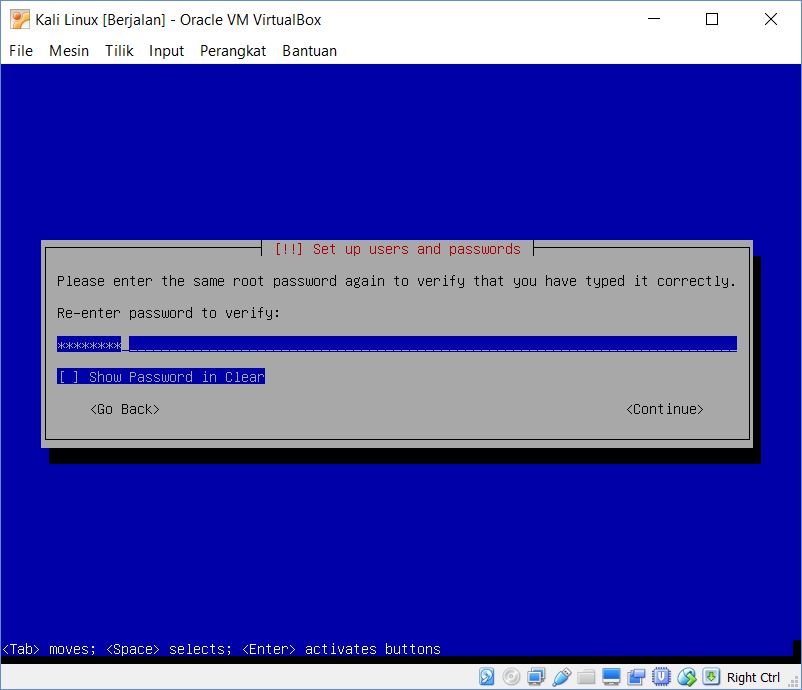 Kali Linux [Berjalan] - Oracle VM VirtualBox
File Mesin Tilik Input Perangkat Bantuan
[!!] Set up users and passwords
Please enter the same root password again to verify that you have typed it correctly.
Re-enter password to verify:
********
[ ] Show Password in Clear
<Go Back> <Continue>
<Tab> moves; <Space> selects; <Enter> activates buttons
Right Ctrl